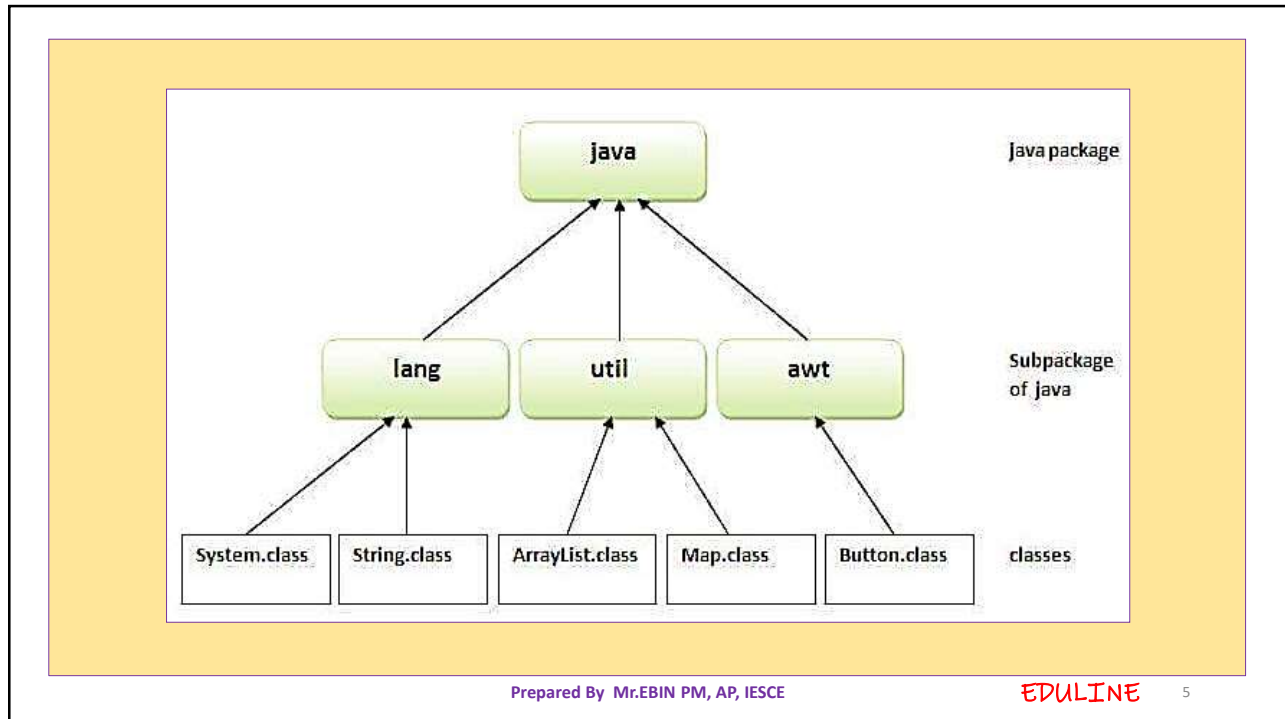 java
java package
lang
util
awt
Subpackage
of java
System.class
String.class
ArrayList.class
Map.class
Button.class
classes
Prepared By Mr.EBIN PM, AP, IESCE
EDULINE
5